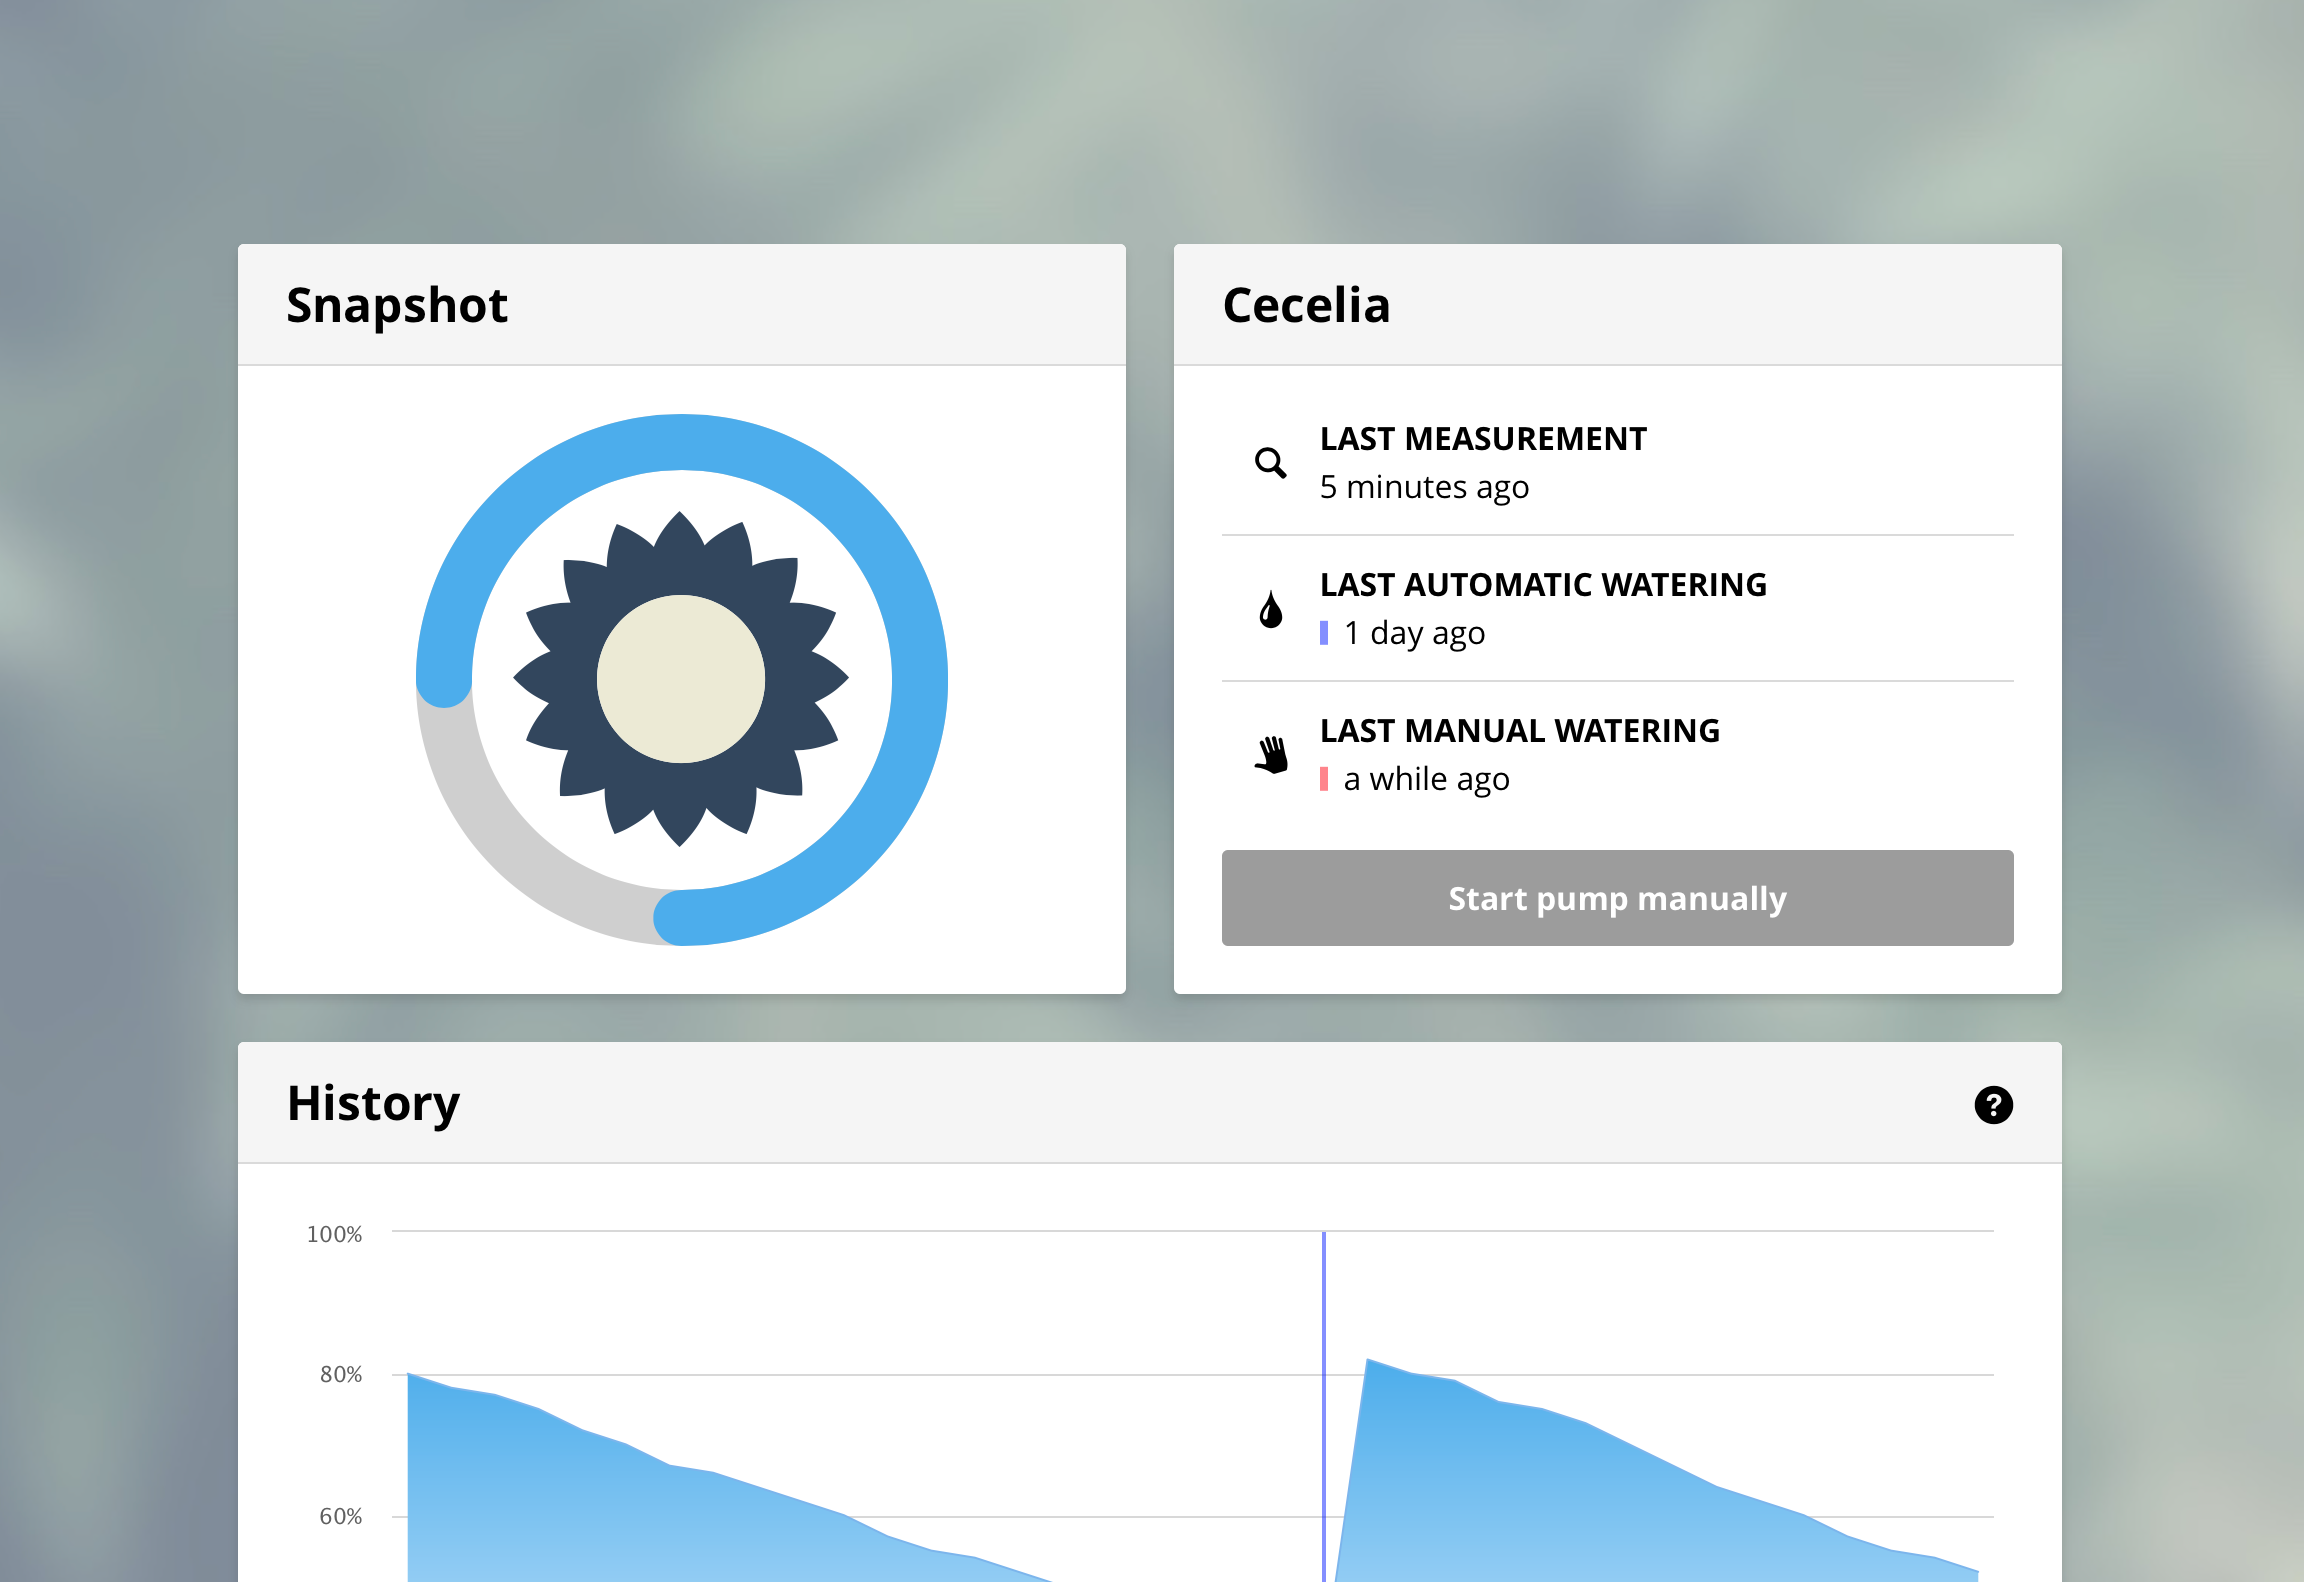 Snapshot
Cecelia
LAST MEASUREMENT
5 minutes ago
LAST AUTOMATIC WATERING
1 day ago
LAST MANUAL WATERING
a while ago
Start pump manually
History
?
100%
80%
60%